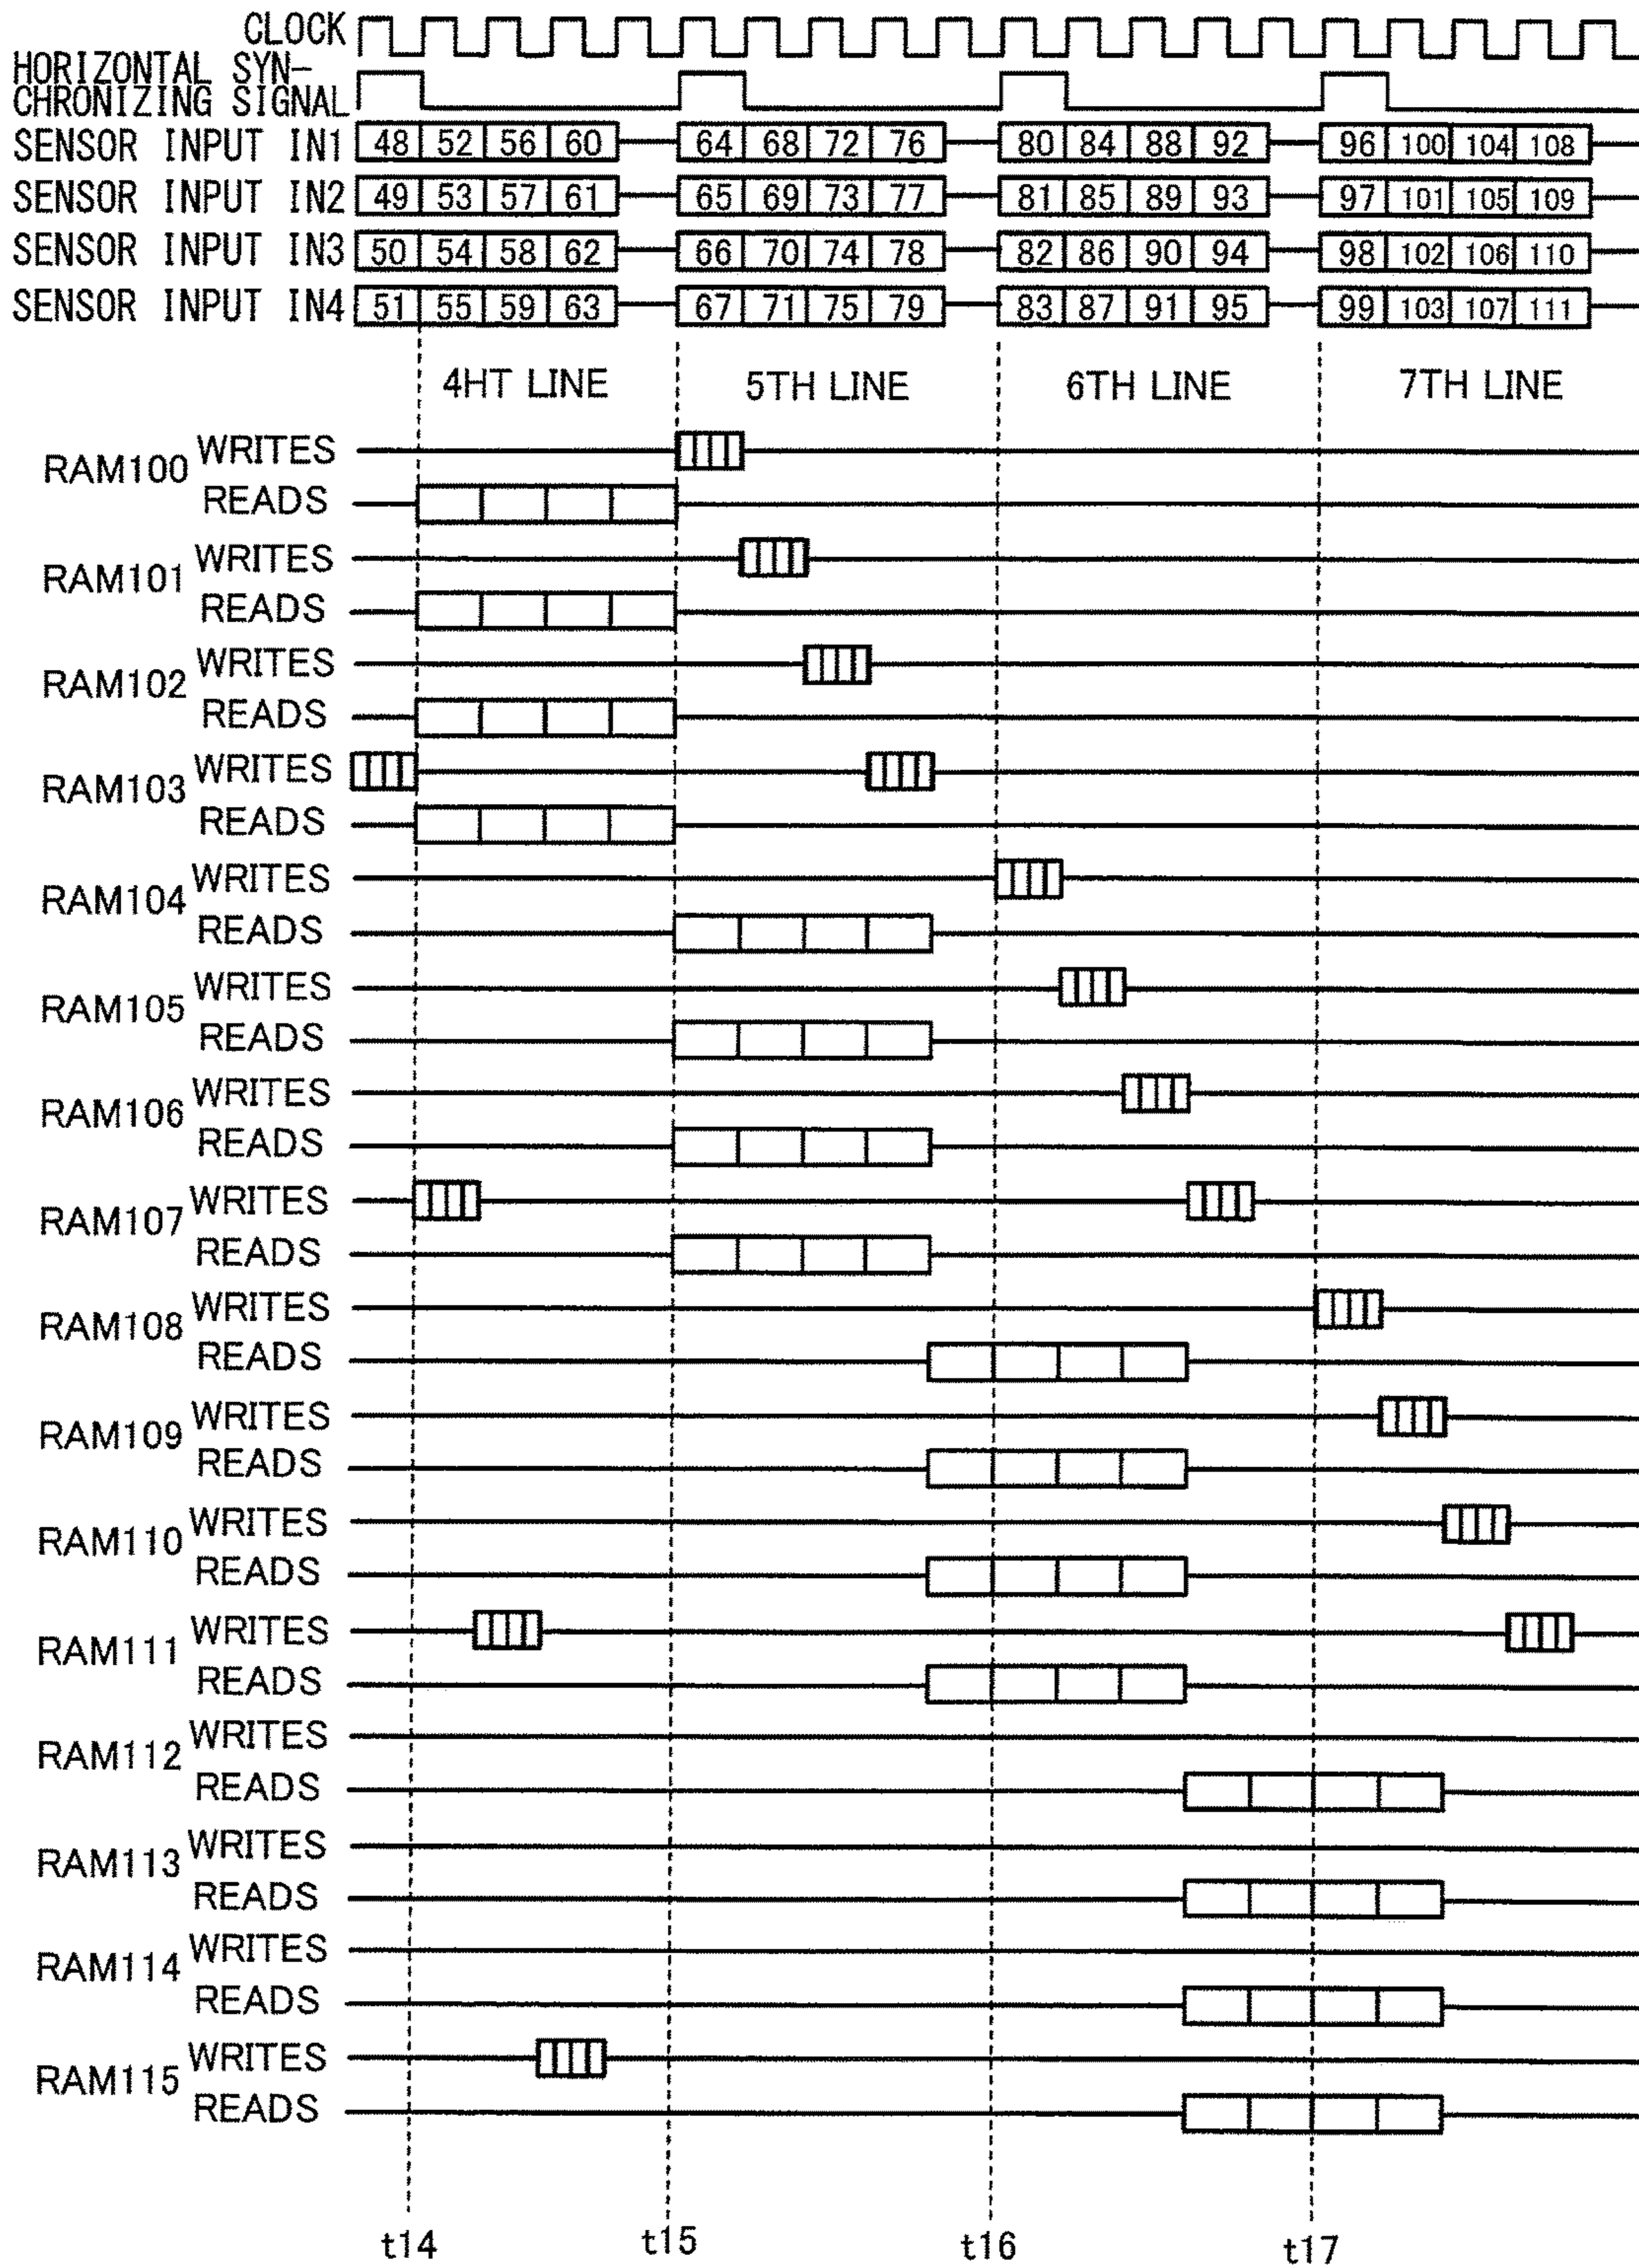 CLOCK
HORIZONTAL SYN-
CHRONIZING SIGNAL
SENSOR INPUT IN1 48 52 56 60 64 68 72 76 80 84 88 92 96 100 104 108
SENSOR INPUT IN2 49 53 57 61 65 69 73 77 81 85 89 93 97 101 105 109
SENSOR INPUT IN3 50 54 58 62 66 70 74 78 82 86 90 94 98 102 106 110
SENSOR INPUT IN4 51 55 59 63 67 71 75 79 83 87 91 95 99 103 107 111
4HT LINE 5TH LINE 6TH LINE 7TH LINE
RAM100 WRITES
READS
RAM101 WRITES
READS
RAM102 WRITES
READS
RAM103 WRITES
READS
RAM104 WRITES
READS
RAM105 WRITES
READS
RAM106 WRITES
READS
RAM107 WRITES
READS
RAM108 WRITES
READS
RAM109 WRITES
READS
RAM110 WRITES
READS
RAM111 WRITES
READS
RAM112 WRITES
READS
RAM113 WRITES
READS
RAM114 WRITES
READS
RAM115 WRITES
READS
t14 t15 t16 t17